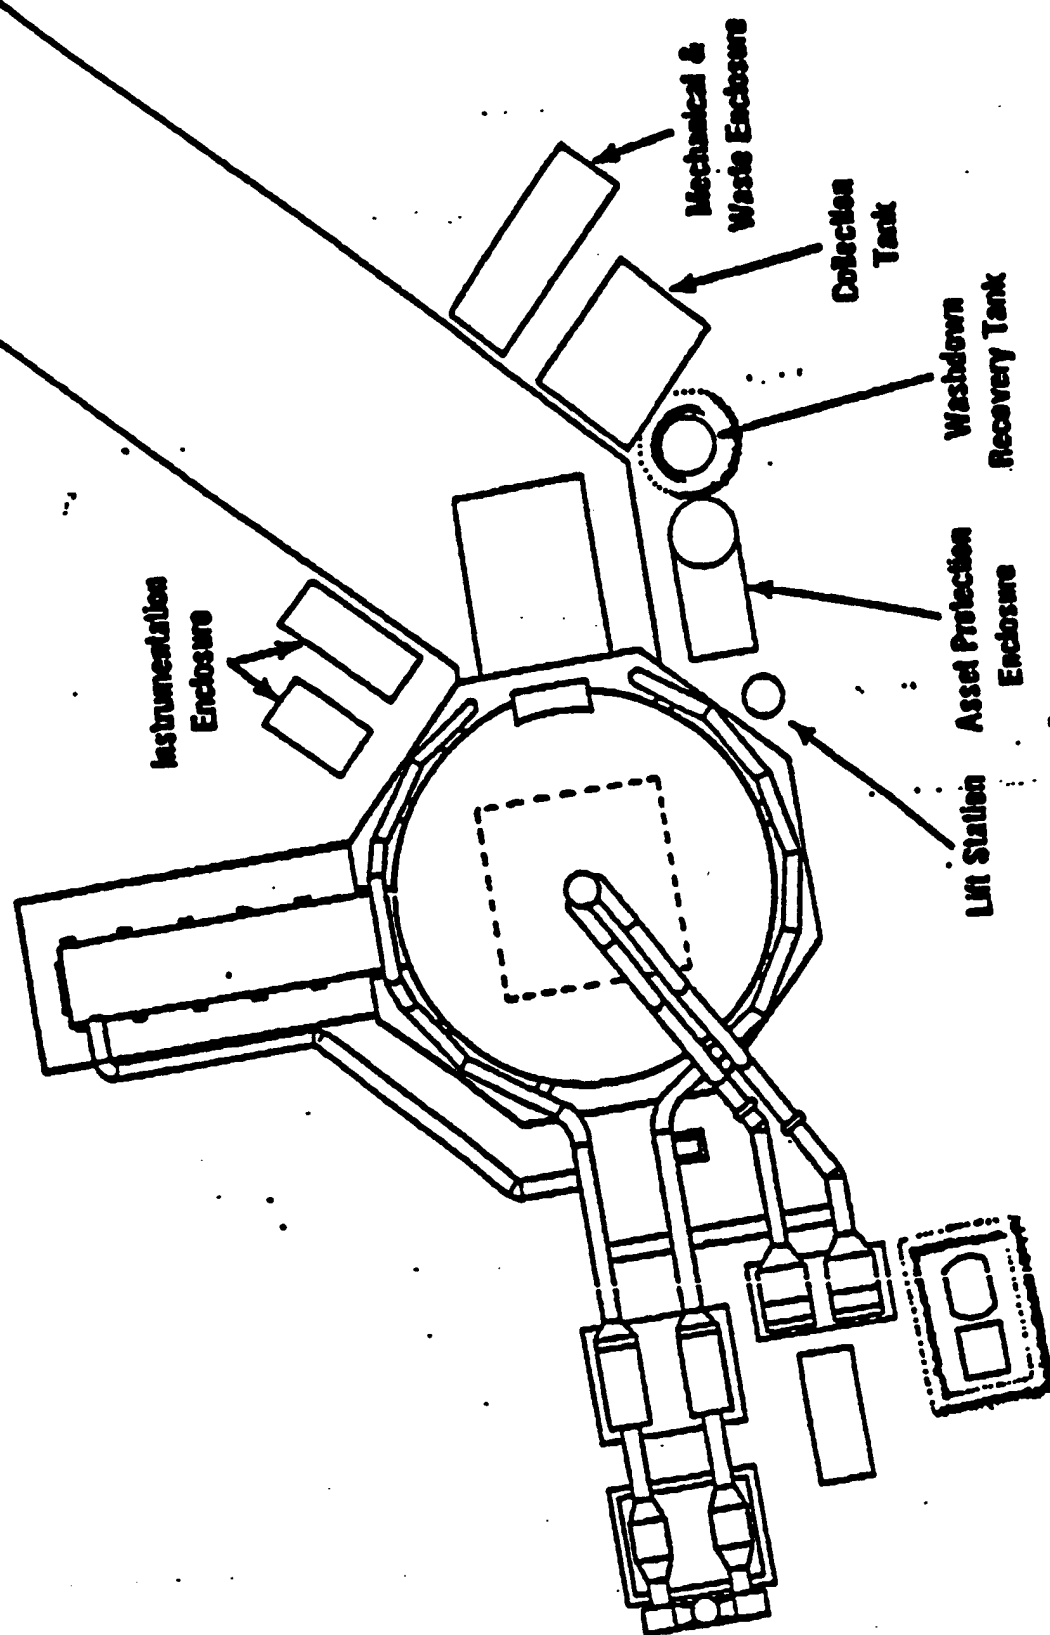 Instrumentation
Enclosure
Lift Station
Asset Protection
Enclosure
Washdown
Recovery Tank
Collection
Tank
Mechanical &
Waste Enclosure